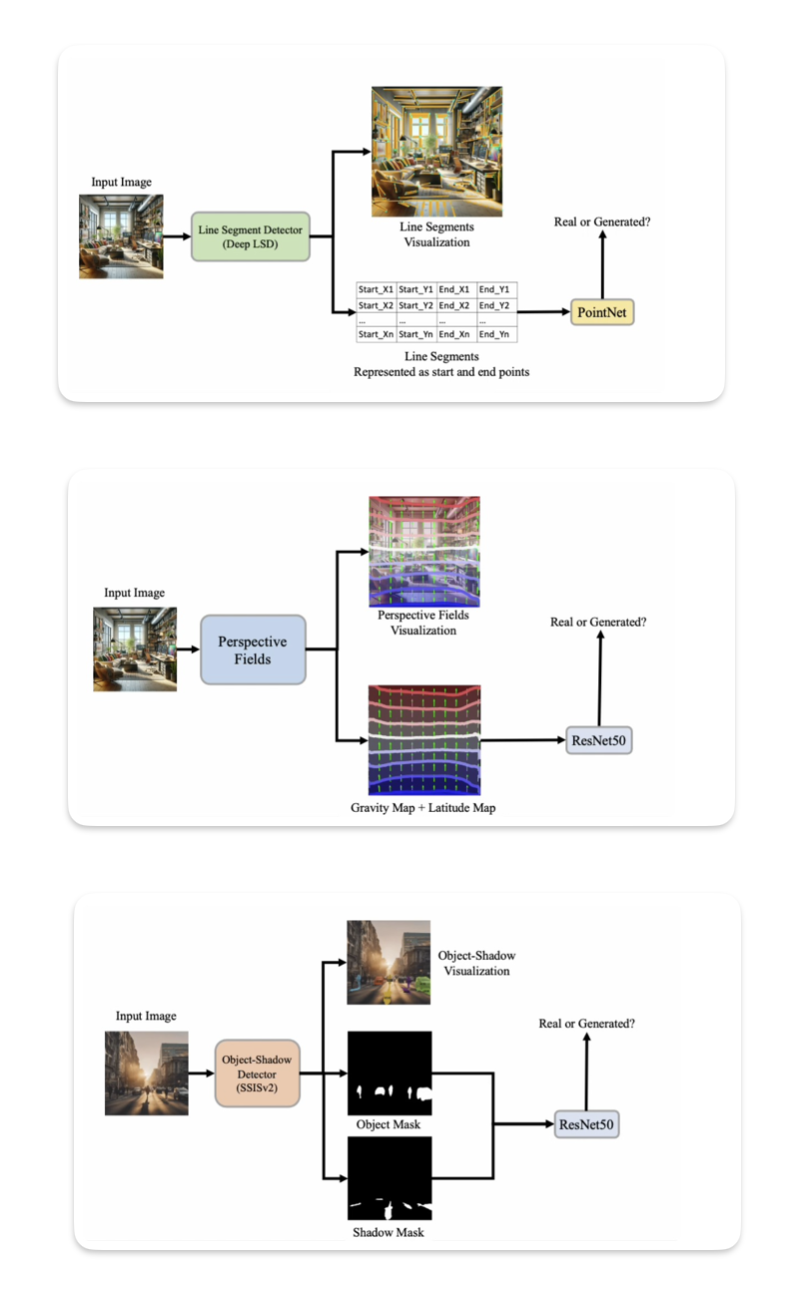 Input Image
Line Segment Detector
(Deep LSD)
Line Segments
Visualization
Start_X1 Start_Y1 End_X1 End_Y1
Start_X2 Start_Y2 End_X2 End_Y2
... ... ... ...
Start_Xn Start_Yn End_Xn End_Yn
Line Segments
Represented as start and end points
PointNet
Real or Generated?
Input Image
Perspective
Fields
Perspective Fields
Visualization
Gravity Map + Latitude Map
ResNet50
Real or Generated?
Input Image
Object-Shadow
Detector
(SSISv2)
Object-Shadow
Visualization
Object Mask
Shadow Mask
ResNet50
Real or Generated?